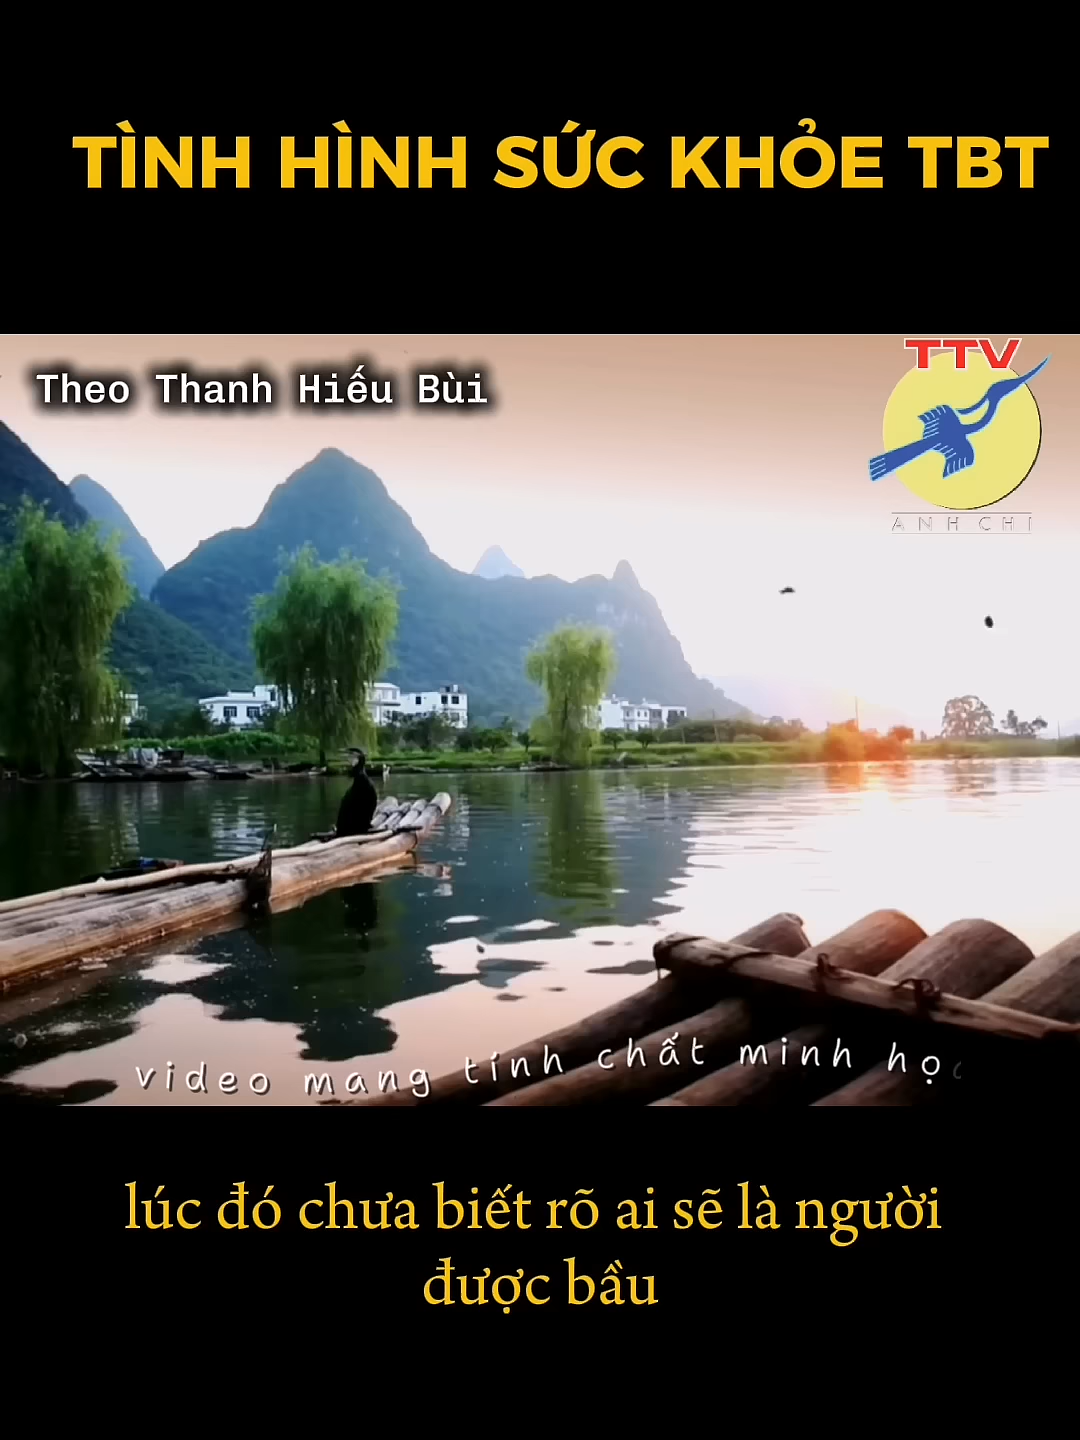 TÌNH HÌNH SỨC KHỎE TBT
Theo Thanh Hiếu Bùi
TTV
ANH CHI
video mang tính chất minh họ
lúc đó chưa biết rõ ai sẽ là người
được bầu